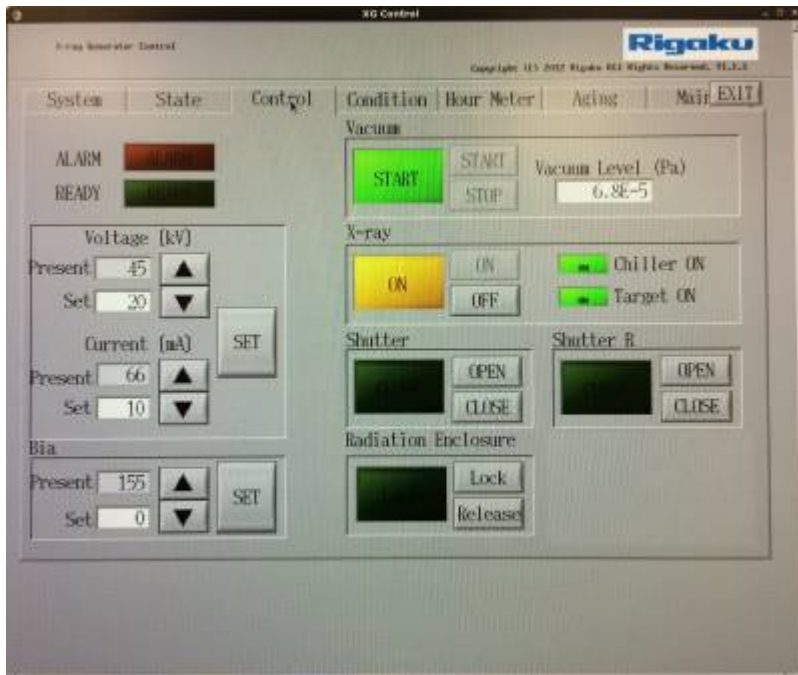 XG Control
X-ray Generator Control
Rigaku
System State Control Condition Hour Meter Aging Main EXIT
ALARM ALARM
READY
Voltage [kV]
Present 45
Set 20
Current [mA]
Present 66
Set 10
SET
Bia
Present 155
Set 0
SET
Vacuum
START START STOP
Vacuum Level (Pa)
6.8E-5
X-ray
ON ON OFF
Chiller ON
Target ON
Shutter
OPEN
CLOSE
Shutter R
OPEN
CLOSE
Radiation Enclosure
Lock
Release